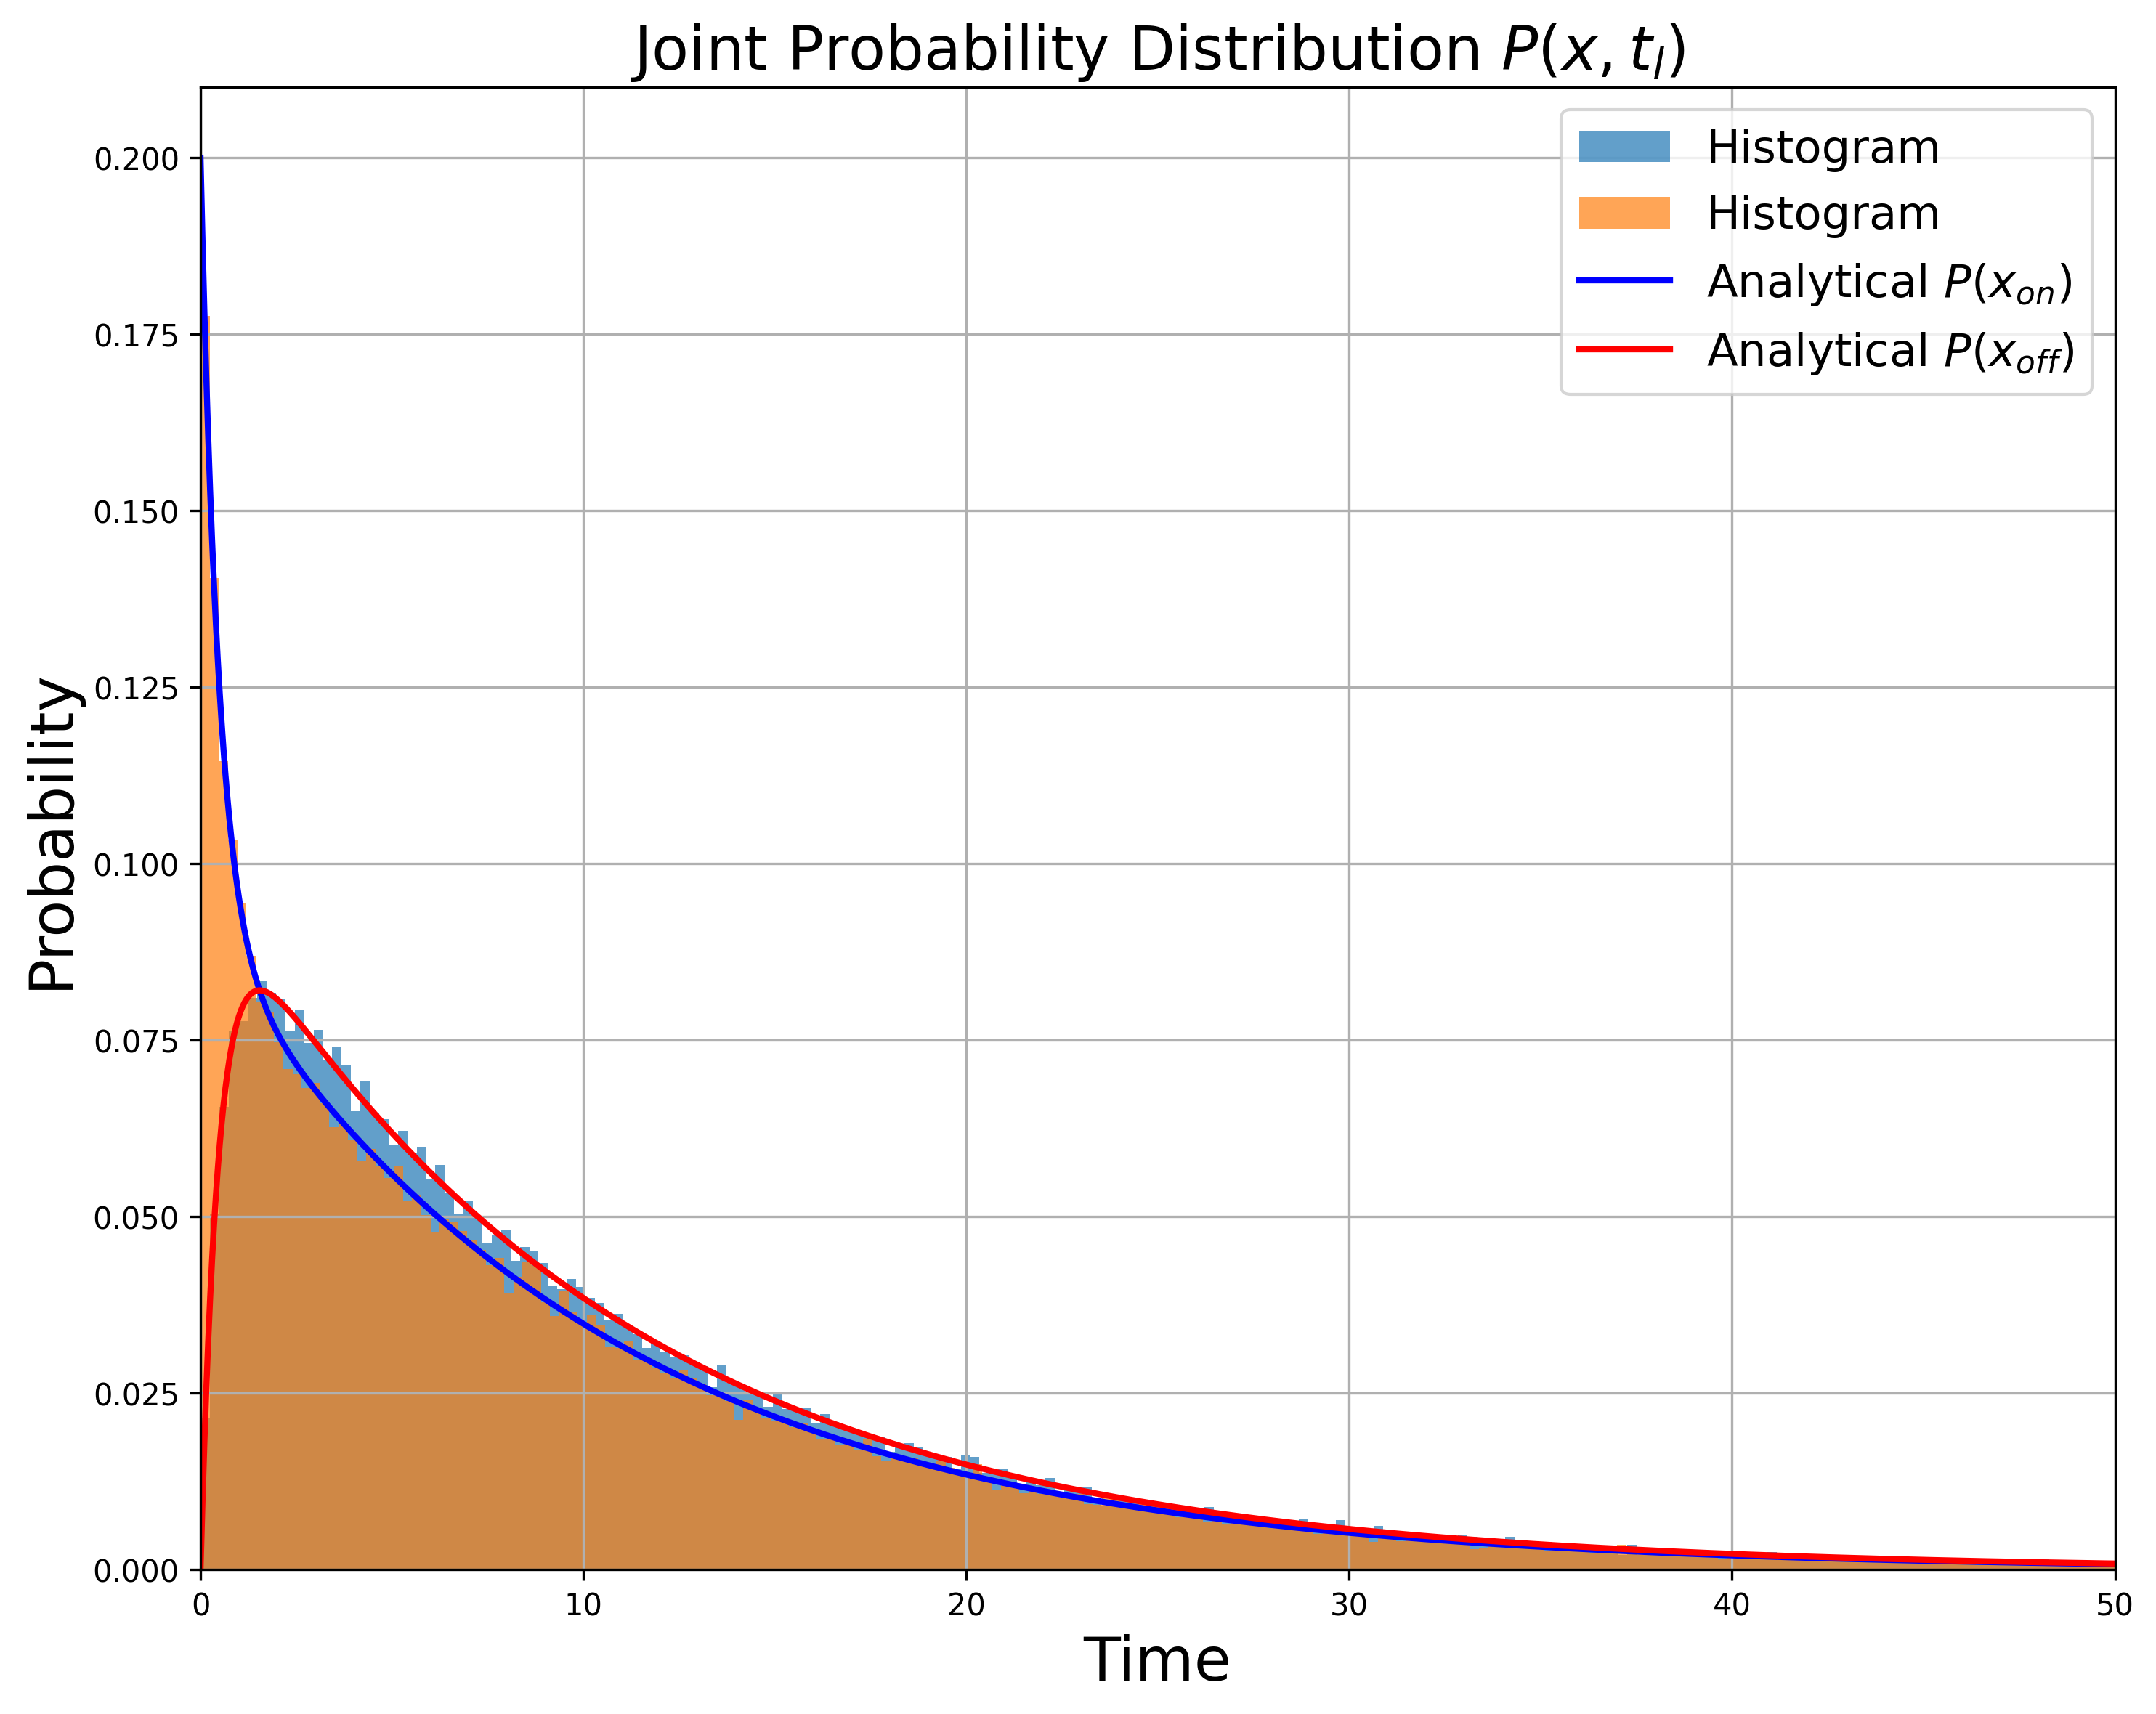 Joint Probability Distribution P(x, t_l)
Histogram
Histogram
Analytical P(x_on)
Analytical P(x_off)
Probability
0.200
0.175
0.150
0.125
0.100
0.075
0.050
0.025
0.000
0 10 20 30 40 50
Time